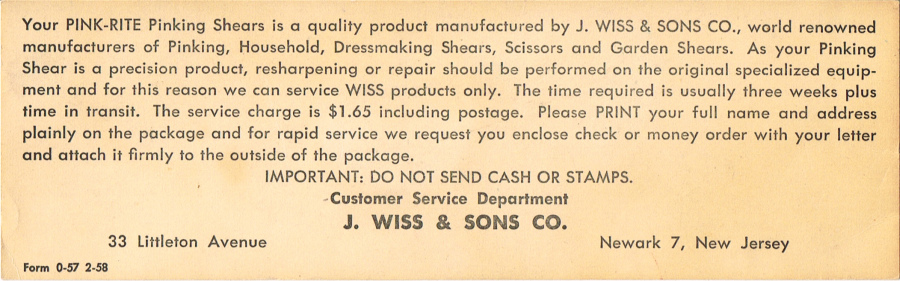 Your PINK-RITE Pinking Shears is a quality product manufactured by J. WISS & SONS CO., world renowned
manufacturers of Pinking, Household, Dressmaking Shears, Scissors and Garden Shears. As your Pinking
Shear is a precision product, resharpening or repair should be performed on the original specialized equip-
ment and for this reason we can service WISS products only. The time required is usually three weeks plus
time in transit. The service charge is $1.65 including postage. Please PRINT your full name and address
plainly on the package and for rapid service we request you enclose check or money order with your letter
and attach it firmly to the outside of the package.
IMPORTANT: DO NOT SEND CASH OR STAMPS.
Customer Service Department
J. WISS & SONS CO.
33 Littleton Avenue Newark 7, New Jersey
Form 0-57 2-58